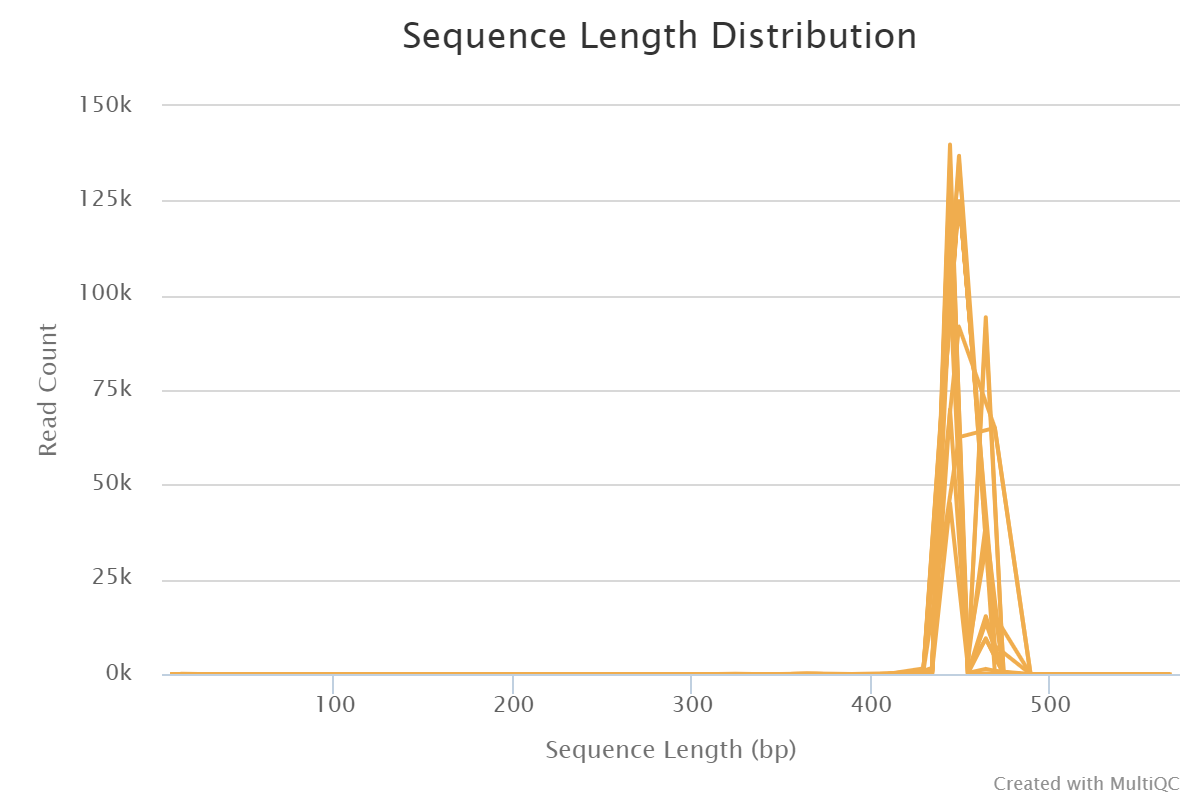 Sequence Length Distribution
150k
125k
100k
75k
50k
25k
0k
Read Count
100
200
300
400
500
Sequence Length (bp)
Created with MultiQC